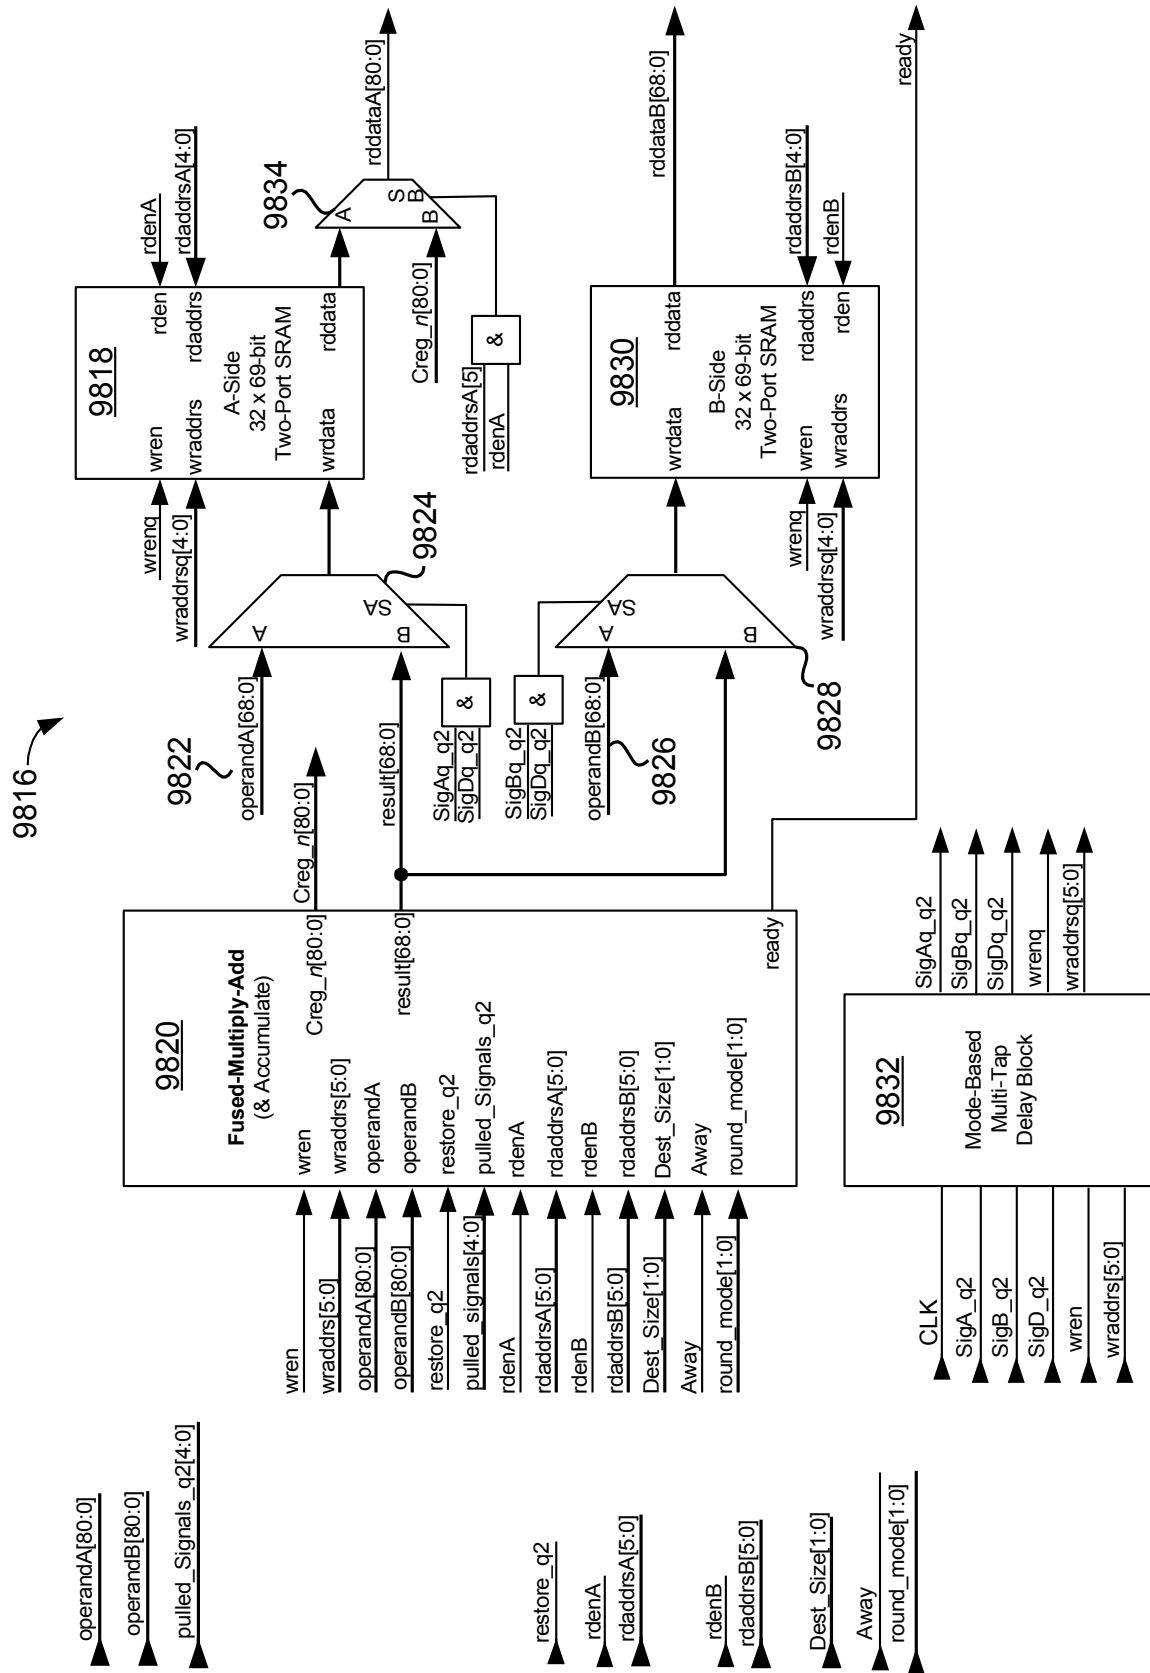 9816
operandA[80:0]
operandB[80:0]
pulled_Signals_q2[4:0]
restore_q2
rdenA
rdaddrsA[5:0]
rdenB
rdaddrsB[5:0]
Dest_Size[1:0]
Away
round_mode[1:0]
wren
wraddrs[5:0]
operandA[80:0]
operandB[80:0]
restore_q2
pulled_signals[4:0]
rdenA
rdaddrsA[5:0]
rdenB
rdaddrsB[5:0]
Dest_Size[1:0]
Away
round_mode[1:0]
9820
Fused-Multiply-Add
(& Accumulate)
wren
wraddrs[5:0]
operandA
operandB
restore_q2
pulled_Signals_q2
rdenA
rdaddrsA[5:0]
rdenB
rdaddrsB[5:0]
Dest_Size[1:0]
Away
round_mode[1:0]
Creg_n[80:0]
result[68:0]
ready
Creg_n[80:0]
result[68:0]
9822
operandA[68:0]
A
B
SA
9824
SigAq_q2
SigDq_q2
&
SigBq_q2
SigDq_q2
&
operandB[68:0]
9826
A
SA
B
9828
wrenq
wraddrsq[4:0]
9818
wren
rden
wraddrs
rdaddrs
A-Side
32 x 69-bit
Two-Port SRAM
wrdata
rddata
rdenA
rdaddrsA[4:0]
9834
A
S
B
B
rddataA[80:0]
Creg_n[80:0]
rdaddrsA[5]
rdenA
&
9830
wrdata
rddata
B-Side
32 x 69-bit
Two-Port SRAM
wren
rdaddrs
wraddrs
rden
wrenq
wraddrsq[4:0]
rdaddrsB[4:0]
rdenB
rddataB[68:0]
ready
CLK
SigA_q2
SigB_q2
SigD_q2
wren
wraddrs[5:0]
9832
Mode-Based
Multi-Tap
Delay Block
SigAq_q2
SigBq_q2
SigDq_q2
wrenq
wraddrsq[5:0]